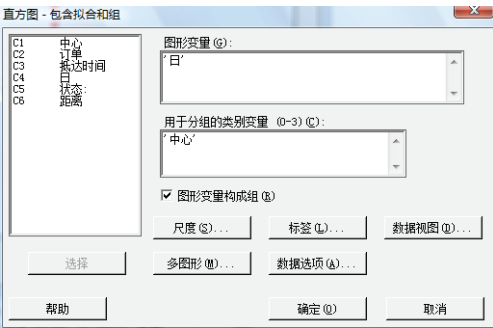 直方图 - 包含拟合和组
C1 中心
C2 订单
C3 抵达时间
C4 日
C5 状态:
C6 距离
图形变量(G):
'日'
用于分组的类别变量 (0-3)(C):
'中心'
图形变量构成组(R)
尺度(S)... 标签(L)... 数据视图(D)...
选择 多图形(M)... 数据选项(A)...
帮助 确定(O) 取消